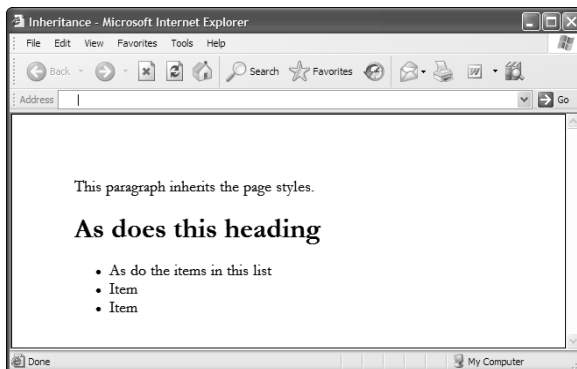 Inheritance - Microsoft Internet Explorer
File Edit View Favorites Tools Help
Back Search Favorites W
Address Go
This paragraph inherits the page styles.
As does this heading
• As do the items in this list
• Item
• Item
Done My Computer